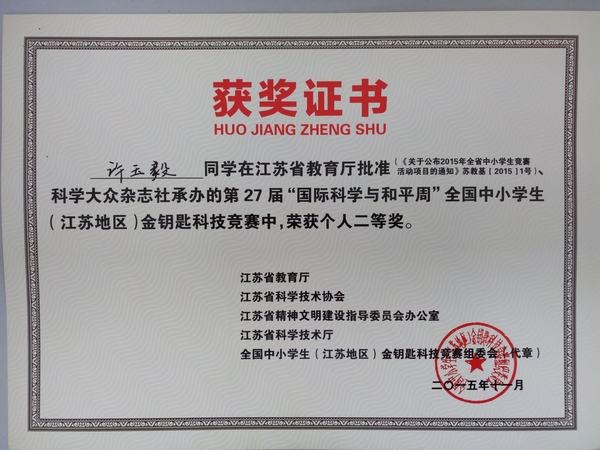 获奖证书
HUO JIANG ZHENG SHU
许玉毅 同学在江苏省教育厅批准（《关于公布2015年全省中小学生竞赛活动项目的通知》苏教基［2015］1号）、
科学大众杂志社承办的第27届“国际科学与和平周”全国中小学生
（江苏地区）金钥匙科技竞赛中，荣获个人二等奖。
江苏省教育厅
江苏省科学技术协会
江苏省精神文明建设指导委员会办公室
江苏省科学技术厅
全国中小学生（江苏地区）金钥匙科技竞赛组委会（代章）
二〇一五年十一月